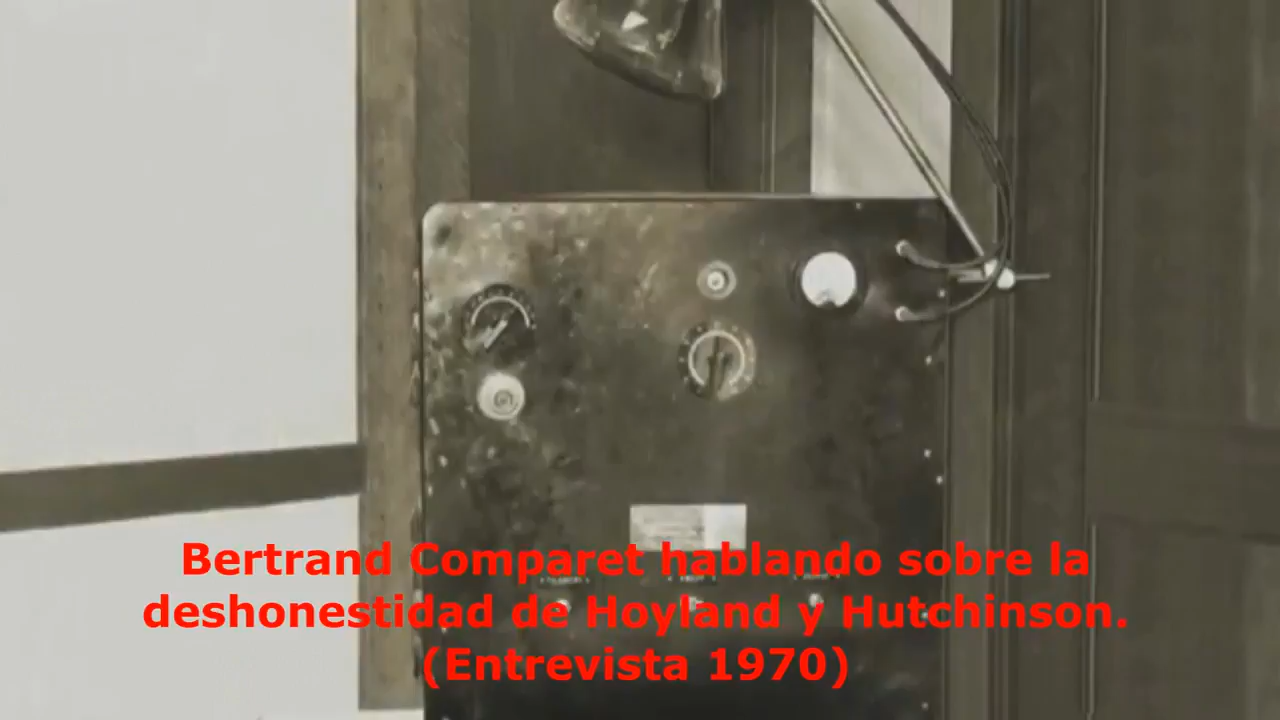 Bertrand Comparet hablando sobre la
deshonestidad de Hoyland y Hutchinson.
(Entrevista 1970)